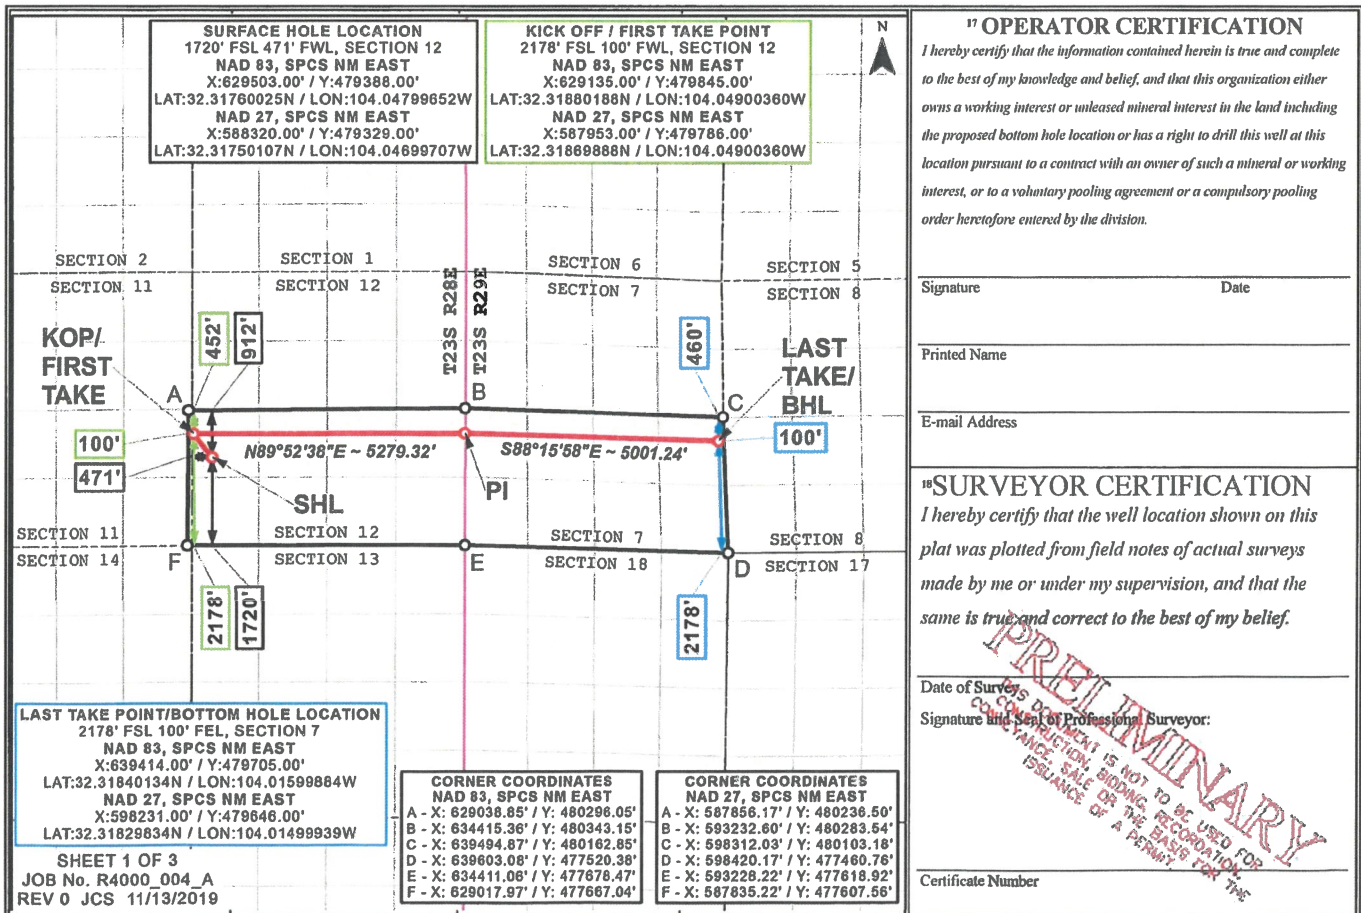 SURFACE HOLE LOCATION
1720' FSL 471' FWL, SECTION 12
NAD 83, SPCS NM EAST
X:629503.00' / Y:479388.00'
LAT:32.31760025N / LON:104.04799652W
NAD 27, SPCS NM EAST
X:588320.00' / Y:479329.00'
LAT:32.31750107N / LON:104.04699707W
KICK OFF / FIRST TAKE POINT
2178' FSL 100' FWL, SECTION 12
NAD 83, SPCS NM EAST
X:629135.00' / Y:479845.00'
LAT:32.31880188N / LON:104.04900360W
NAD 27, SPCS NM EAST
X:587953.00' / Y:479786.00'
LAT:32.31869888N / LON:104.04900360W
N
SECTION 2
SECTION 11
SECTION 1
SECTION 12
T23S R28E
T23S R29E
SECTION 6
SECTION 7
SECTION 5
SECTION 8
KOP/
FIRST
TAKE
452'
912'
460'
LAST
TAKE/
BHL
A
B
C
100'
471'
100'
N89°52'38"E ~ 5279.32'
S88°15'58"E ~ 5001.24'
SHL
PI
SECTION 11
SECTION 14
SECTION 12
SECTION 13
SECTION 7
SECTION 18
SECTION 8
SECTION 17
F
E
D
2178'
1720'
2178'
LAST TAKE POINT/BOTTOM HOLE LOCATION
2178' FSL 100' FEL, SECTION 7
NAD 83, SPCS NM EAST
X:639414.00' / Y:479705.00'
LAT:32.31840134N / LON:104.01599884W
NAD 27, SPCS NM EAST
X:598231.00' / Y:479646.00'
LAT:32.31829834N / LON:104.01499939W
SHEET 1 OF 3
JOB No. R4000_004_A
REV 0 JCS 11/13/2019
CORNER COORDINATES
NAD 83, SPCS NM EAST
A - X: 629038.85' / Y: 480296.05'
B - X: 634415.36' / Y: 480343.15'
C - X: 639494.87' / Y: 480162.85'
D - X: 639603.08' / Y: 477520.38'
E - X: 634411.06' / Y: 477678.47'
F - X: 629017.97' / Y: 477667.04'
CORNER COORDINATES
NAD 27, SPCS NM EAST
A - X: 587856.17' / Y: 480236.50'
B - X: 593232.60' / Y: 480283.54'
C - X: 598312.03' / Y: 480103.18'
D - X: 598420.17' / Y: 477460.76'
E - X: 593228.22' / Y: 477618.92'
F - X: 587835.22' / Y: 477607.56'
17 OPERATOR CERTIFICATION
I hereby certify that the information contained herein is true and complete
to the best of my knowledge and belief, and that this organization either
owns a working interest or unleased mineral interest in the land including
the proposed bottom hole location or has a right to drill this well at this
location pursuant to a contract with an owner of such a mineral or working
interest, or to a voluntary pooling agreement or a compulsory pooling
order heretofore entered by the division.
Signature Date
Printed Name
E-mail Address
18 SURVEYOR CERTIFICATION
I hereby certify that the well location shown on this
plat was plotted from field notes of actual surveys
made by me or under my supervision, and that the
same is true and correct to the best of my belief.
Date of Survey
Signature and Seal of Professional Surveyor:
PRELIMINARY
THIS DOCUMENT IS NOT TO BE USED FOR
CONSTRUCTION, BIDDING, RECORDATION,
CONVEYANCE, SALE OR THE BASIS FOR THE
ISSUANCE OF A PERMIT.
Certificate Number